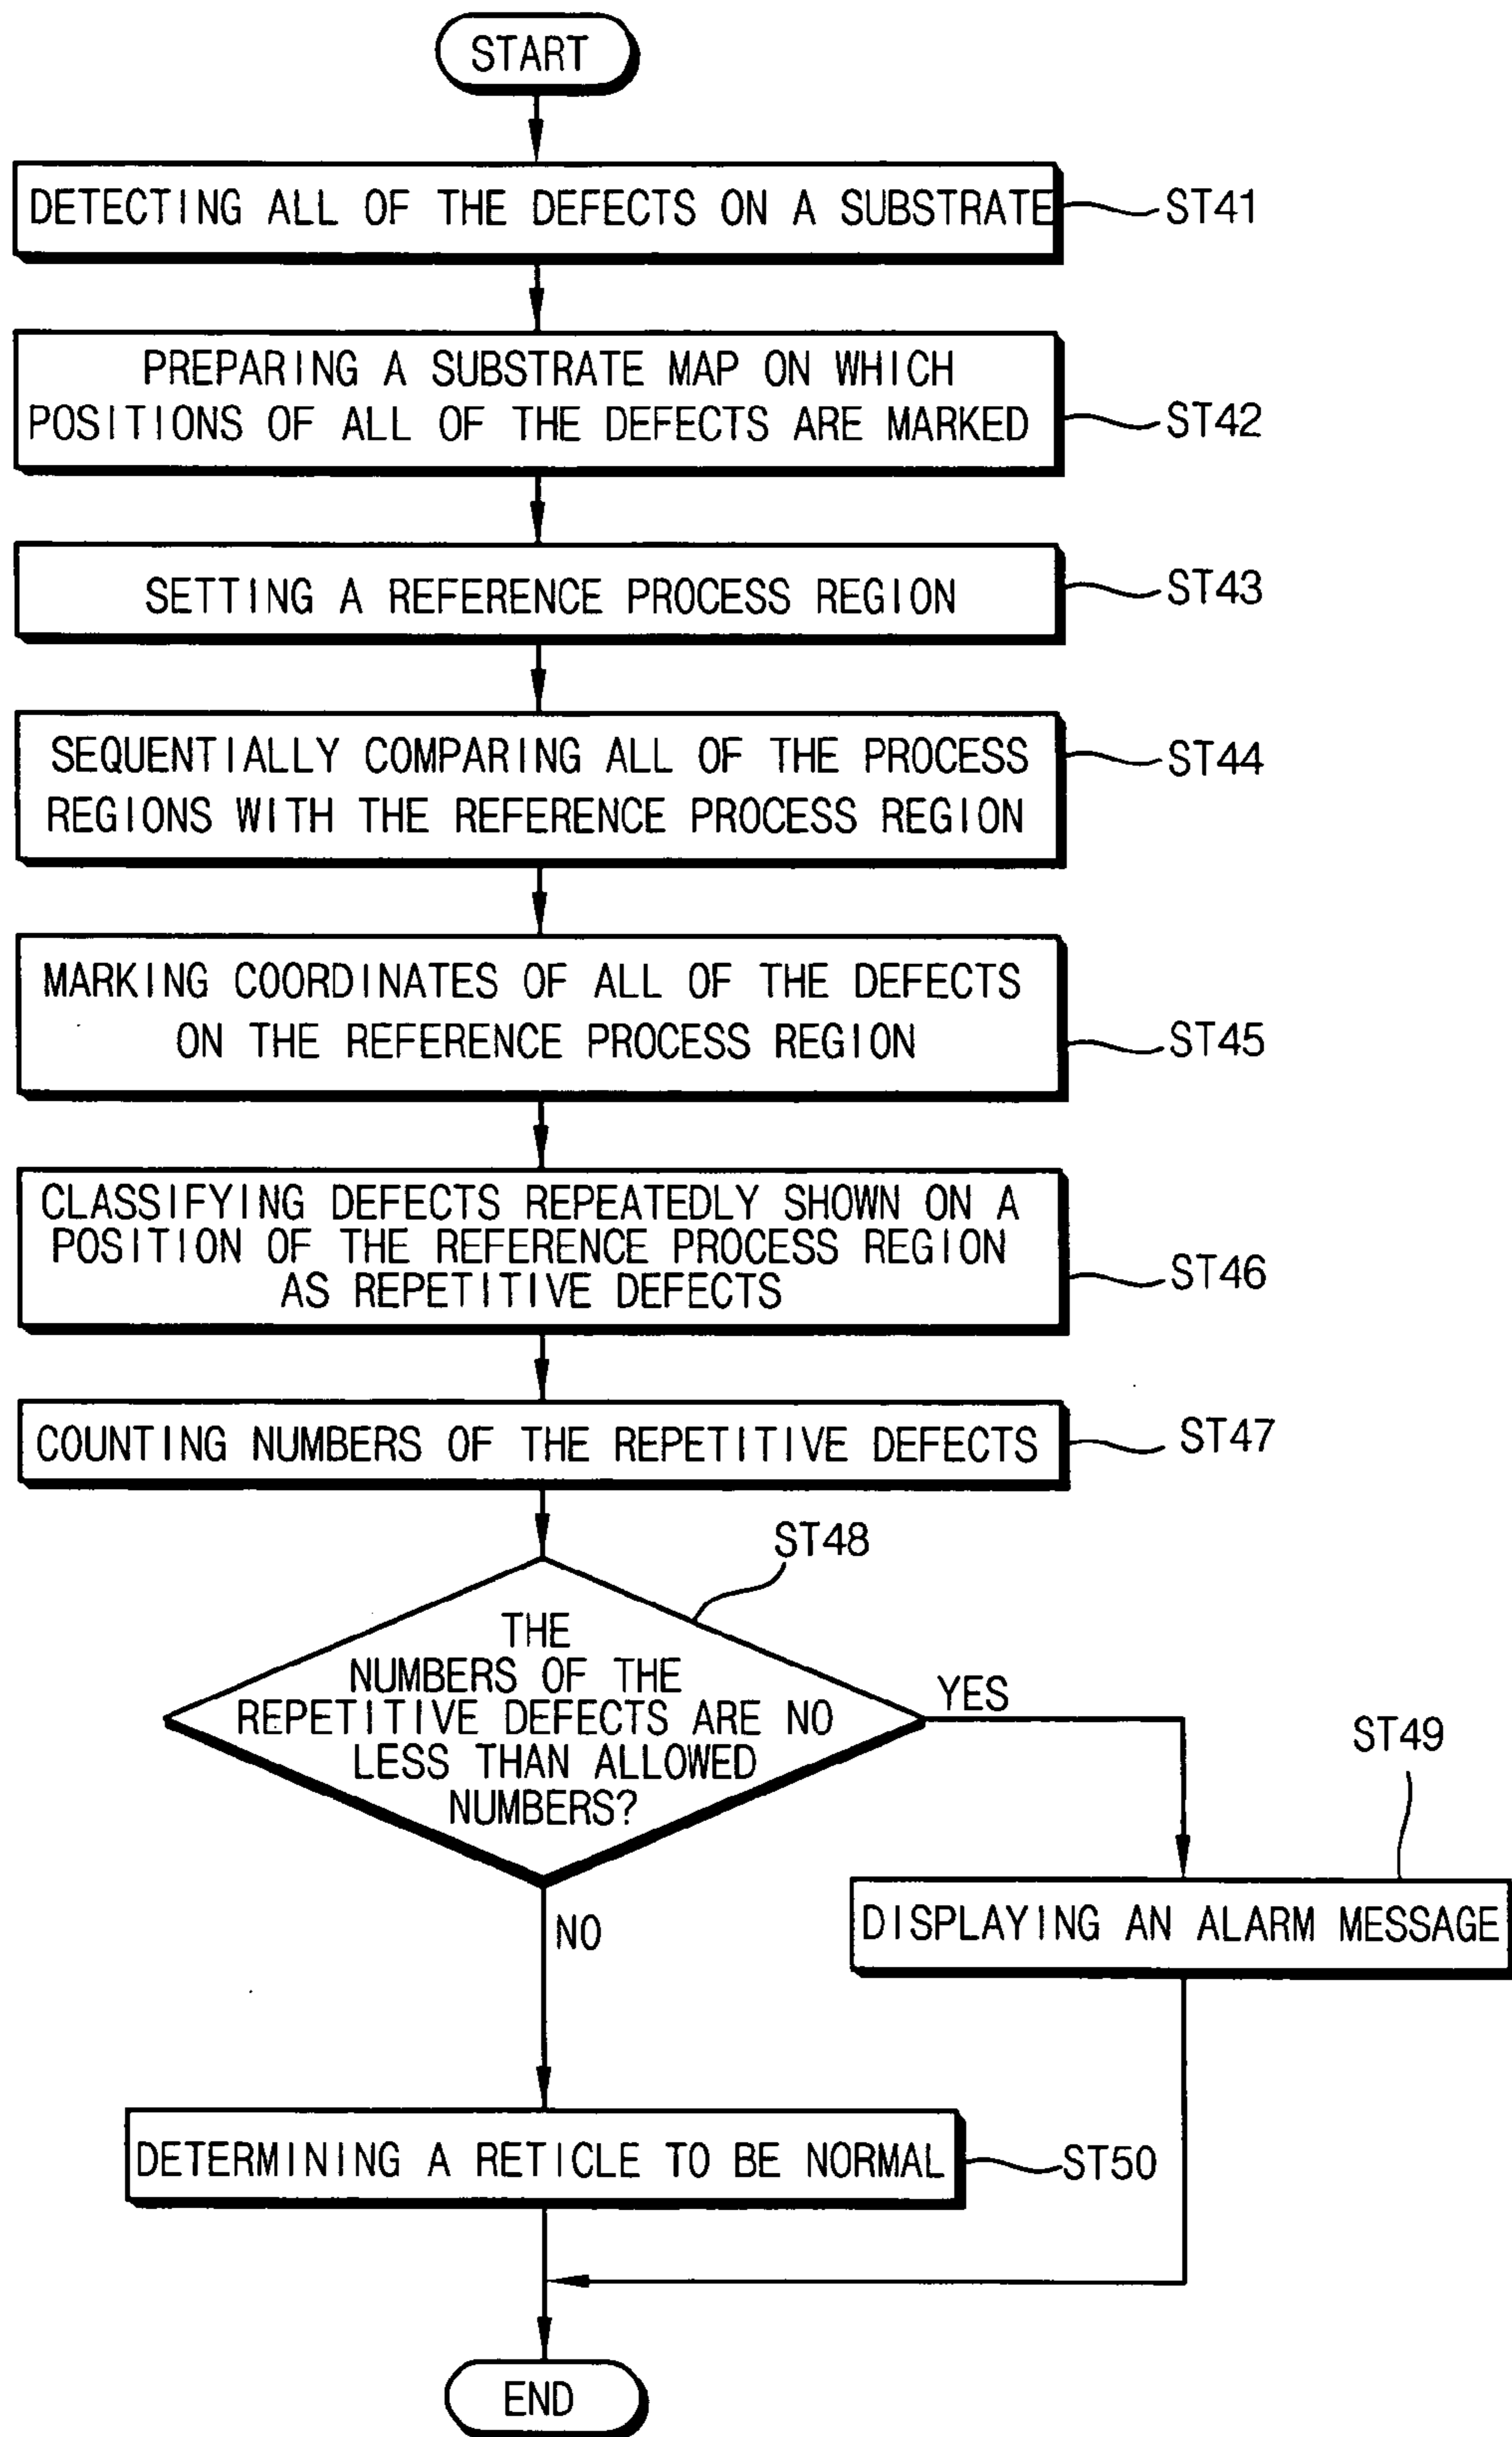 START
DETECTING ALL OF THE DEFECTS ON A SUBSTRATE
ST41
PREPARING A SUBSTRATE MAP ON WHICH
POSITIONS OF ALL OF THE DEFECTS ARE MARKED
ST42
SETTING A REFERENCE PROCESS REGION
ST43
SEQUENTIALLY COMPARING ALL OF THE PROCESS
REGIONS WITH THE REFERENCE PROCESS REGION
ST44
MARKING COORDINATES OF ALL OF THE DEFECTS
ON THE REFERENCE PROCESS REGION
ST45
CLASSIFYING DEFECTS REPEATEDLY SHOWN ON A
POSITION OF THE REFERENCE PROCESS REGION
AS REPETITIVE DEFECTS
ST46
COUNTING NUMBERS OF THE REPETITIVE DEFECTS
ST47
ST48
THE
NUMBERS OF THE
REPETITIVE DEFECTS ARE NO
LESS THAN ALLOWED
NUMBERS?
YES
ST49
DISPLAYING AN ALARM MESSAGE
NO
DETERMINING A RETICLE TO BE NORMAL
ST50
END